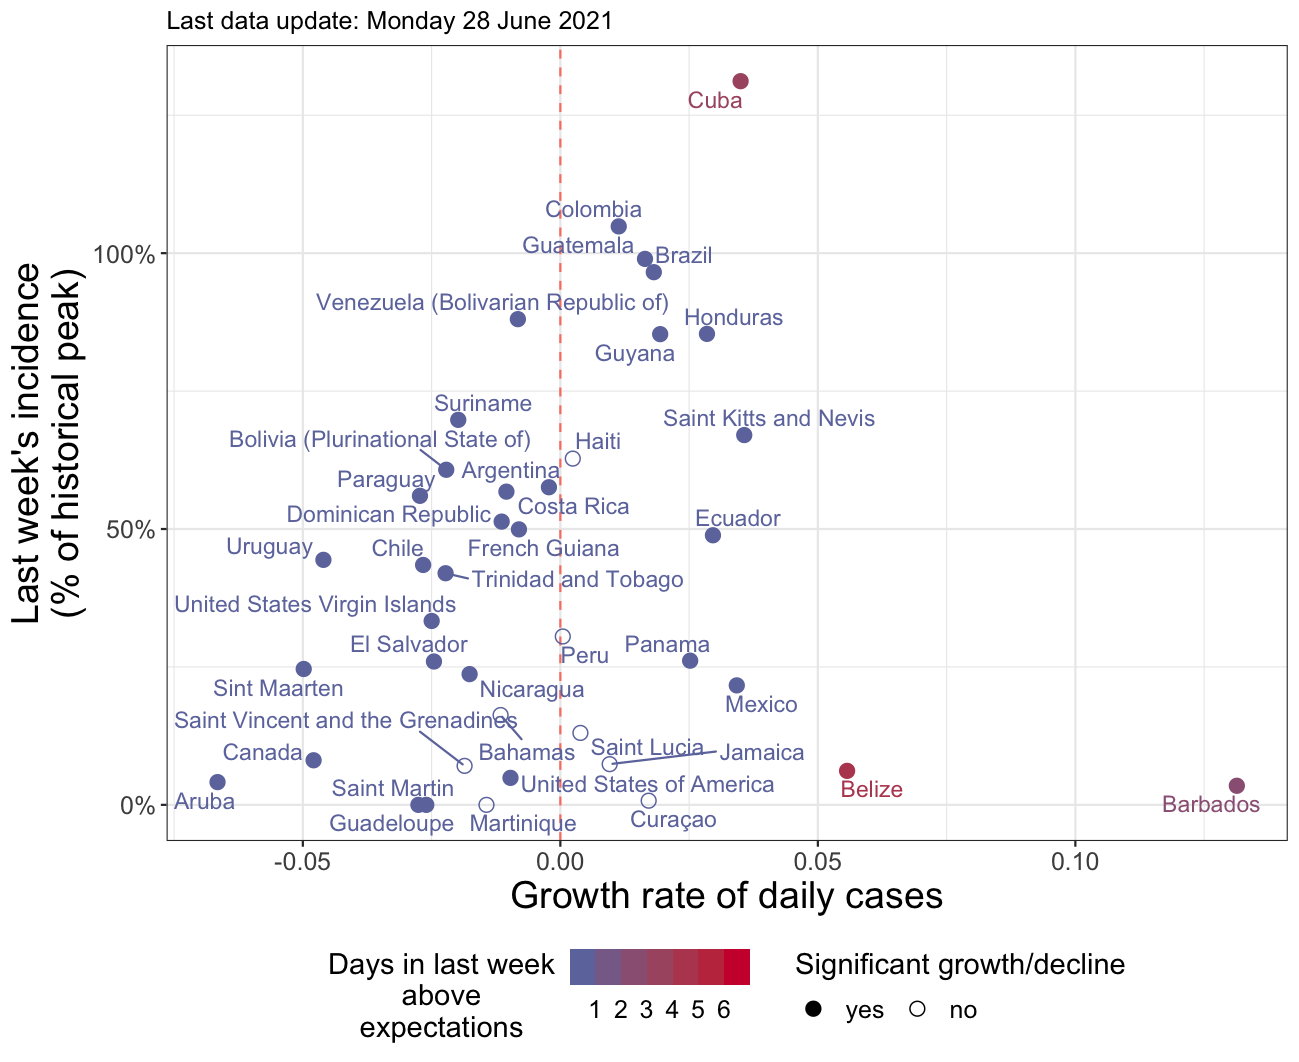 Last data update: Monday 28 June 2021
Last week's incidence
(% of historical peak)
100%
50%
0%
Cuba
Colombia
Guatemala
Brazil
Venezuela (Bolivarian Republic of)
Honduras
Guyana
Suriname
Saint Kitts and Nevis
Bolivia (Plurinational State of)
Haiti
Paraguay
Argentina
Costa Rica
Dominican Republic
Ecuador
Uruguay
Chile
French Guiana
Trinidad and Tobago
United States Virgin Islands
El Salvador
Peru
Panama
Sint Maarten
Nicaragua
Mexico
Saint Vincent and the Grenadines
Canada
Bahamas
Saint Lucia
Jamaica
Saint Martin
United States of America
Belize
Aruba
Barbados
Guadeloupe
Martinique
Curaçao
-0.05
0.00
0.05
0.10
Growth rate of daily cases
Days in last week
above
expectations
1 2 3 4 5 6
Significant growth/decline
yes
no